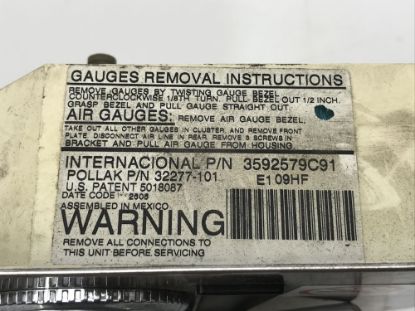 GAUGES REMOVAL INSTRUCTIONS
REMOVE GAUGES BY TWISTING GAUGE BEZEL
COUNTERCLOCKWISE 1/8TH TURN. PULL BEZEL OUT 1/2 INCH.
GRASP BEZEL AND PULL GAUGE STRAIGHT OUT.
AIR GAUGES: REMOVE AIR GAUGE BEZEL,
TAKE OUT ALL OTHER GAUGES IN CLUSTER, AND REMOVE FRONT
PLATE DISCONNECT AIR LINE IN REAR. REMOVE 5 SCREWS IN
BRACKET AND PULL AIR GAUGE FROM HOUSING
INTERNACIONAL P/N 3592579C91
POLLAK P/N 32277-101 E109HF
U.S. PATENT 5018087
DATE CODE 2606
ASSEMBLED IN MEXICO
WARNING
REMOVE ALL CONNECTIONS TO
THIS UNIT BEFORE SERVICING